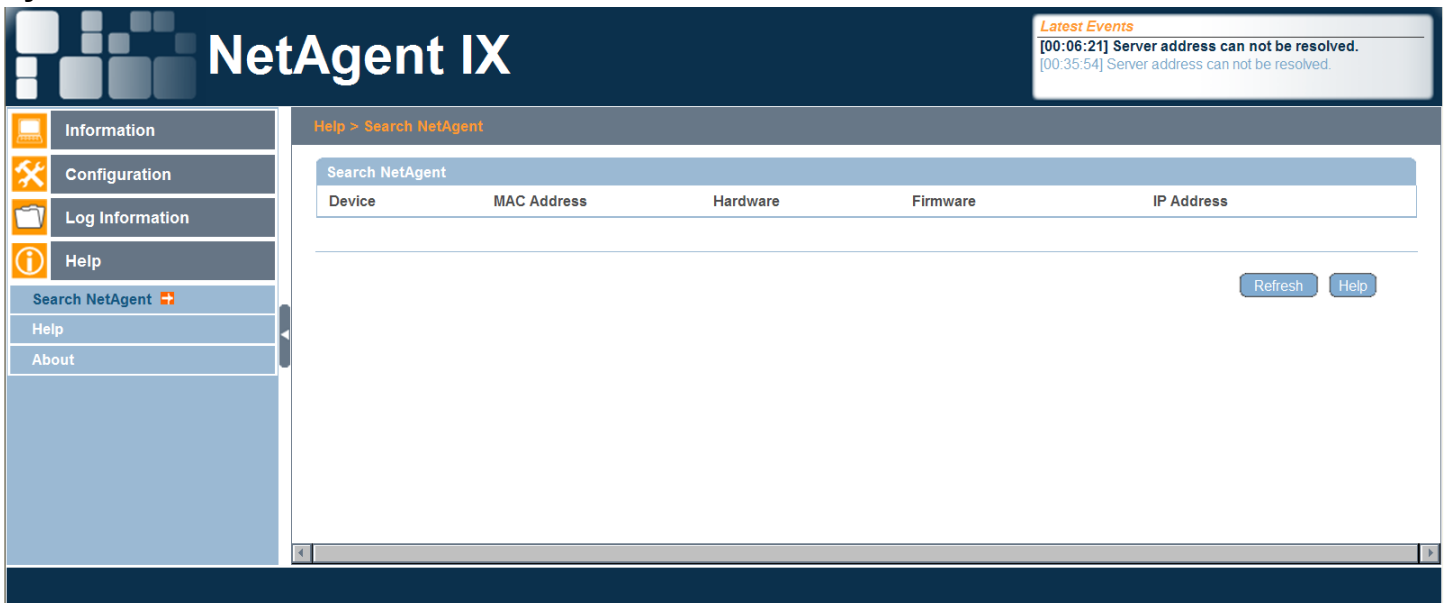 NetAgent IX
Latest Events
[00:06:21] Server address can not be resolved.
[00:35:54] Server address can not be resolved.
Information
Configuration
Log Information
Help
Search NetAgent
Help
About
Help > Search NetAgent
Search NetAgent
Device MAC Address Hardware Firmware IP Address
Refresh Help